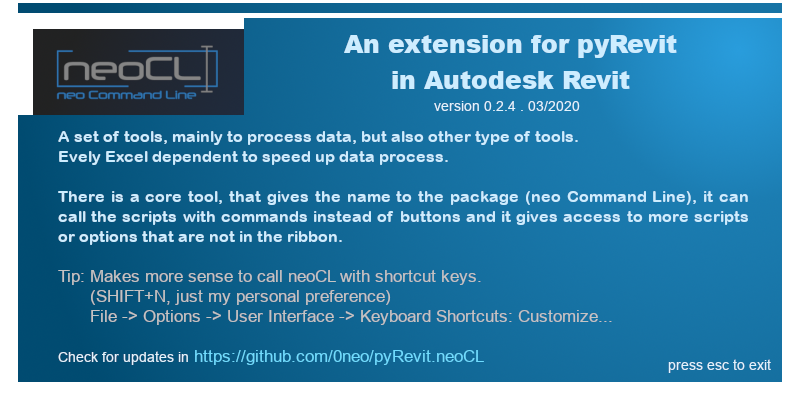 neoCL
neo Command Line
An extension for pyRevit
in Autodesk Revit
version 0.2.4 . 03/2020
A set of tools, mainly to process data, but also other type of tools.
Evely Excel dependent to speed up data process.
There is a core tool, that gives the name to the package (neo Command Line), it can
call the scripts with commands instead of buttons and it gives access to more scripts
or options that are not in the ribbon.
Tip: Makes more sense to call neoCL with shortcut keys.
(SHIFT+N, just my personal preference)
File -> Options -> User Interface -> Keyboard Shortcuts: Customize...
Check for updates in https://github.com/0neo/pyRevit.neoCL
press esc to exit